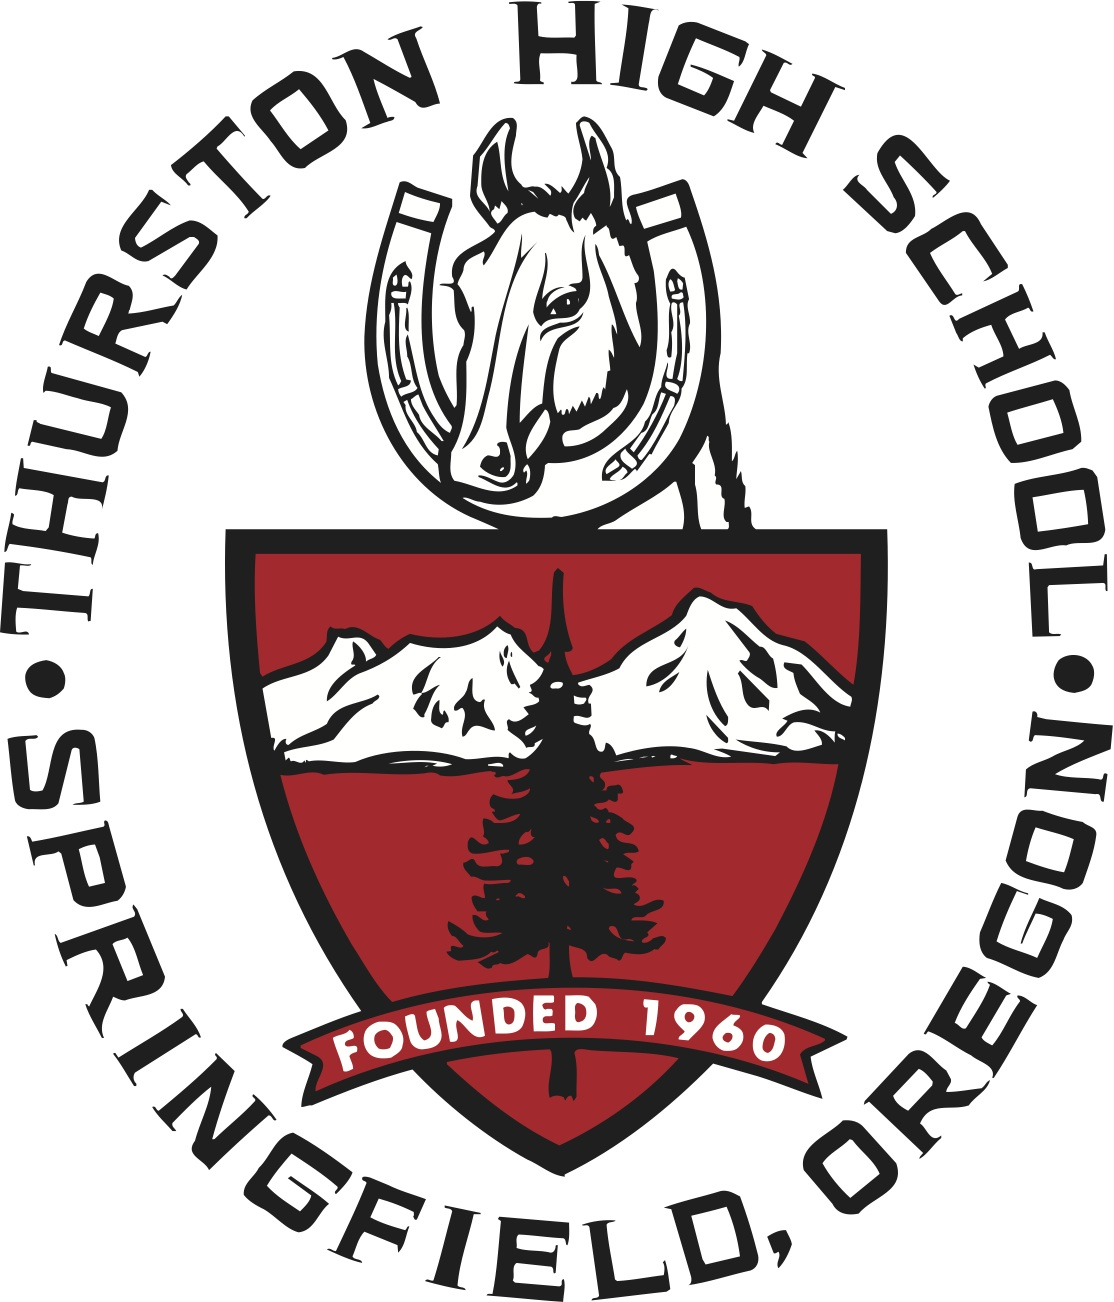 THURSTON HIGH SCHOOL
FOUNDED 1960
SPRINGFIELD, OREGON